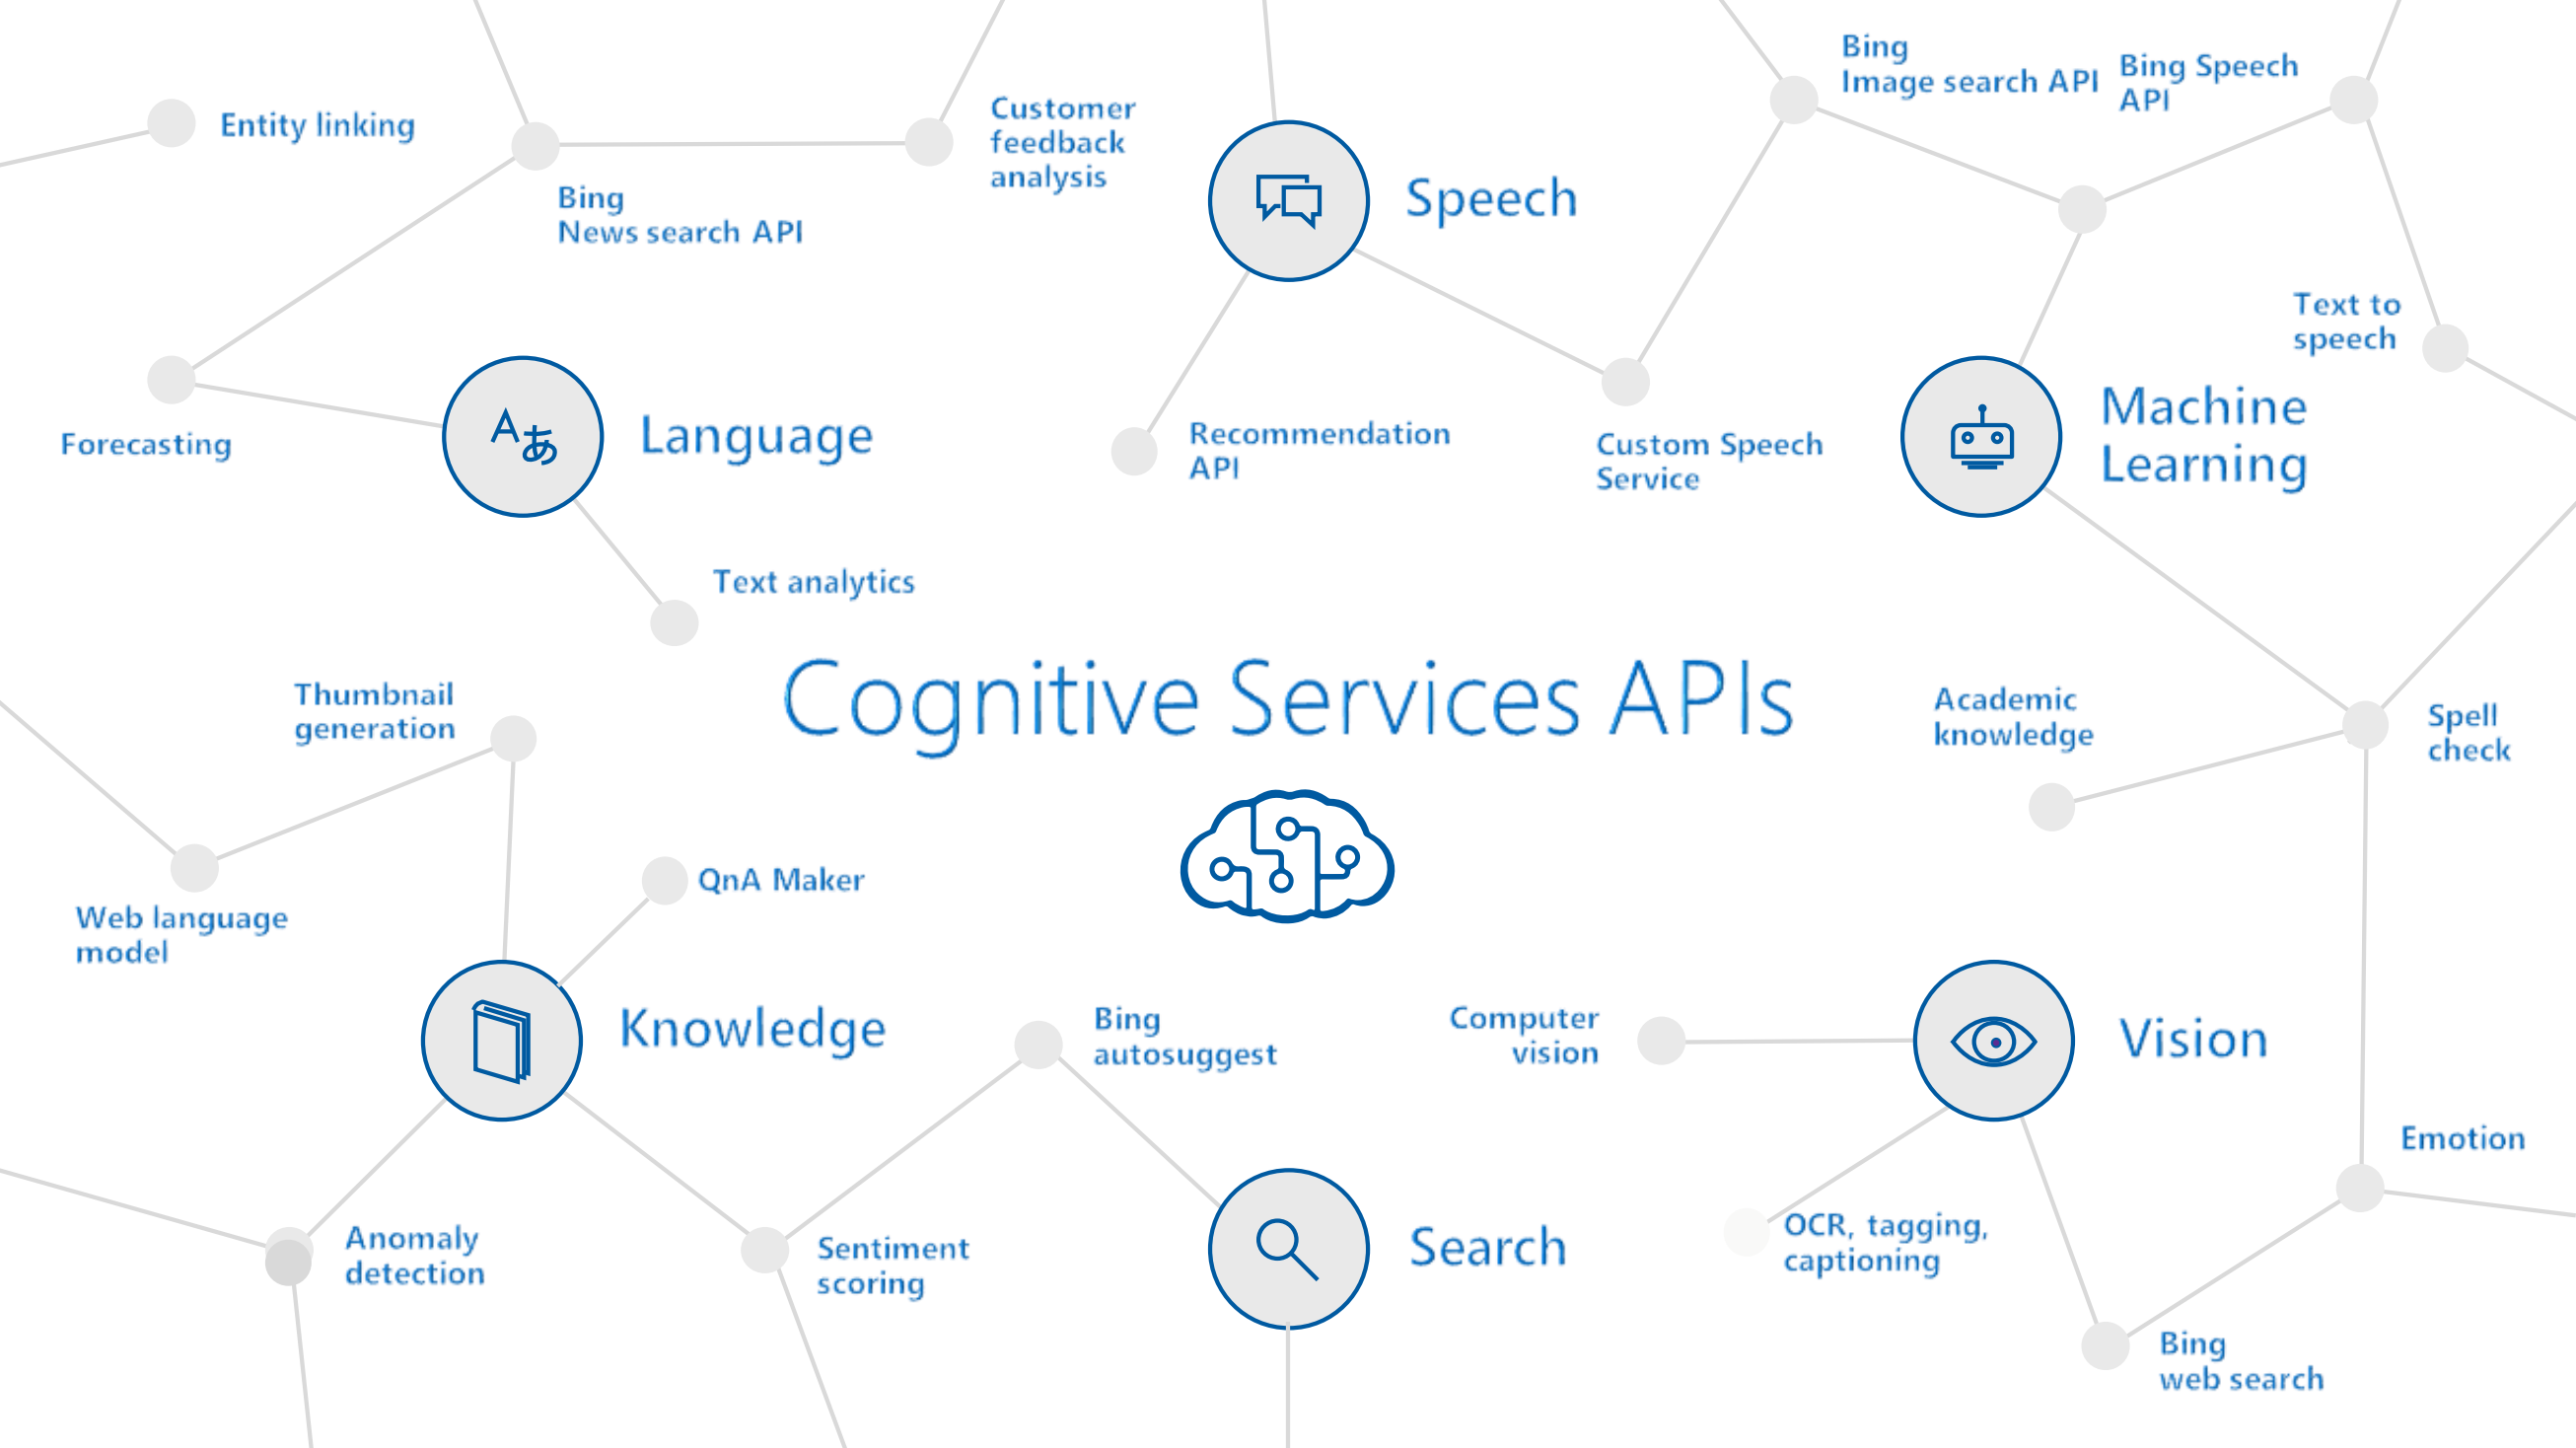 Bing
Image search API
Bing Speech
API
Customer
feedback
analysis
Entity linking
Bing
News search API
Speech
Text to
speech
Machine
Learning
Forecasting
Aあ
Language
Recommendation
API
Custom Speech
Service
Text analytics
Cognitive Services APIs
Thumbnail
generation
Academic
knowledge
Spell
check
QnA Maker
Web language
model
Knowledge
Bing
autosuggest
Computer
vision
Vision
Emotion
Anomaly
detection
Sentiment
scoring
Search
OCR, tagging,
captioning
Bing
web search